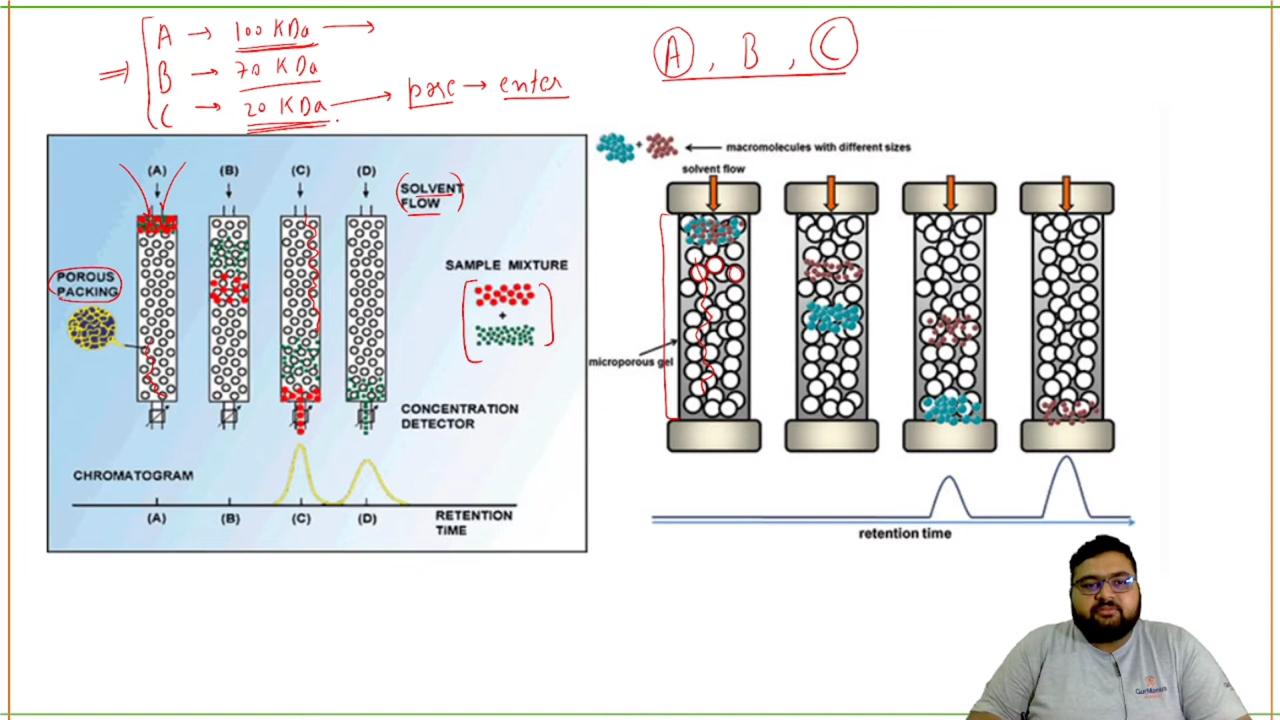 A → 100 KDa →
⇒ B → 70 KDa
C → 20 KDa → pore → enter
A , B , C
(A) (B) (C) (D)
SOLVENT
FLOW
POROUS
PACKING
SAMPLE MIXTURE
+
CONCENTRATION
DETECTOR
CHROMATOGRAM
(A) (B) (C) (D)
RETENTION
TIME
+ macromolecules with different sizes
solvent flow
microporous gel
retention time